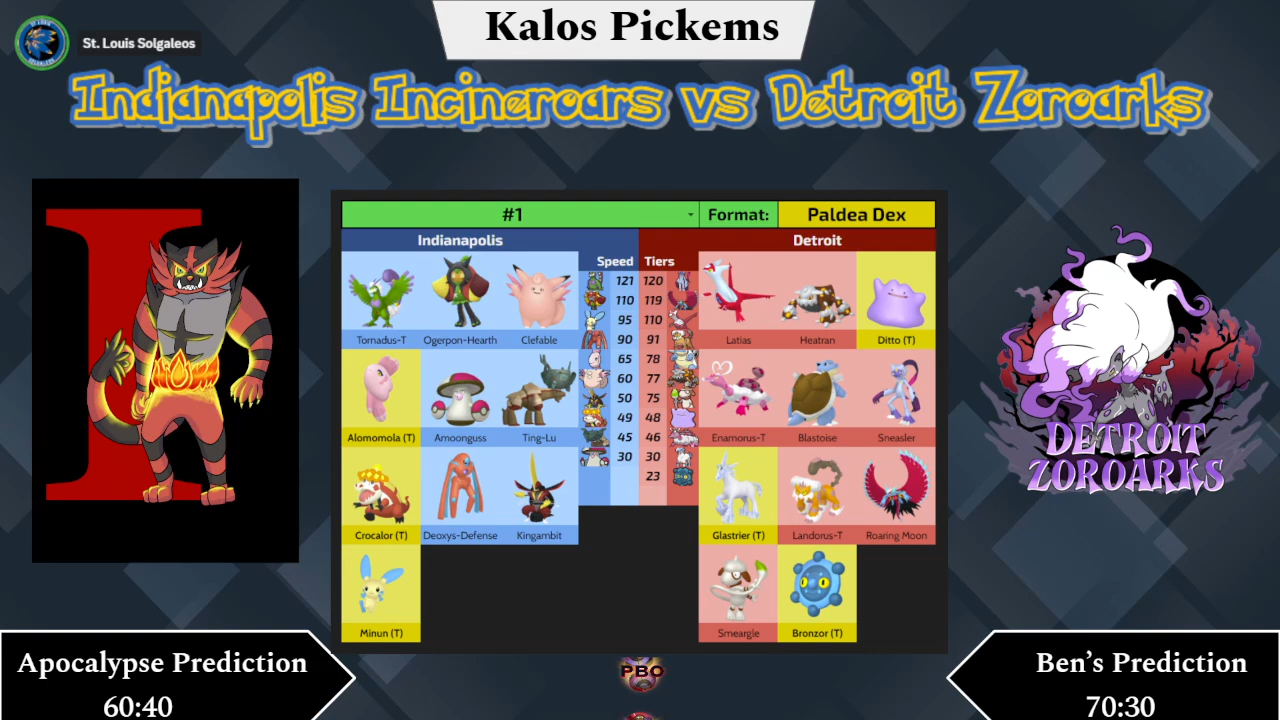 St. Louis Solgaleos
Kalos Pickems
Indianapolis Incineroars vs Detroit Zoroarks
#1
Format:
Paldea Dex
Indianapolis
Detroit
Speed
Tiers
Tornadus-T
Ogerpon-Hearth
Clefable
Alomomola (T)
Amoonguss
Ting-Lu
Crocalor (T)
Deoxys-Defense
Kingambit
Minun (T)
121 120
110 119
95 110
90 91
65 78
60 77
50 75
49 48
45 46
30 30
23
Latias
Heatran
Ditto (T)
Enamorus-T
Blastoise
Sneasler
Glastrier (T)
Landorus-T
Roaring Moon
Smeargle
Bronzor (T)
I
DETROIT
ZOROARKS
Apocalypse Prediction
60:40
PBO
Ben's Prediction
70:30